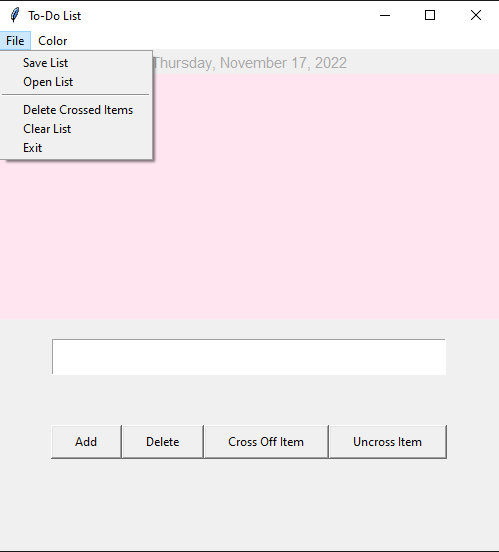 To-Do List
File Color
Thursday, November 17, 2022
Save List
Open List
Delete Crossed Items
Clear List
Exit
Add Delete Cross Off Item Uncross Item